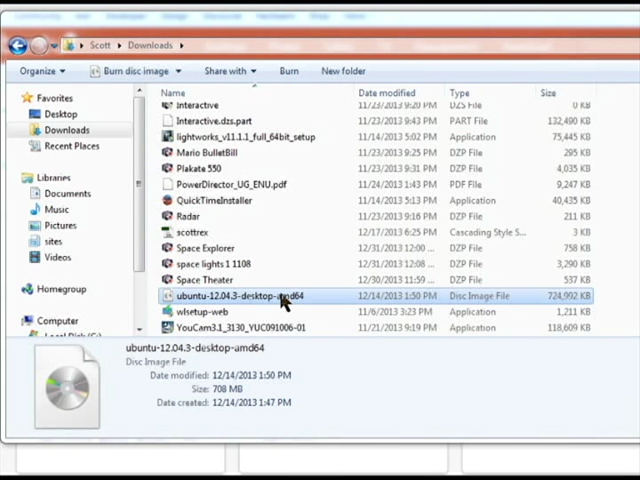 Scott ▸ Downloads ▸
Organize Burn disc image Share with Burn New folder
Name Date modified Type Size
Favorites
Desktop
Downloads
Recent Places
Libraries
Documents
Music
Pictures
sites
Videos
Homegroup
Computer
Interactive 11/23/2013 9:20 PM DZS File 0 KB
Interactive.dzs.part 11/23/2013 9:43 PM PART File 132,490 KB
lightworks_v11.1.1_full_64bit_setup 11/14/2013 5:02 PM Application 75,445 KB
Mario BulletBill 11/23/2013 9:25 PM DZP File 295 KB
Plakate 550 11/23/2013 9:31 PM DZP File 4,035 KB
PowerDirector_UG_ENU.pdf 11/24/2013 1:43 PM PDF File 9,247 KB
QuickTimeInstaller 11/14/2013 5:13 PM Application 40,435 KB
Radar 11/23/2013 9:16 PM DZP File 211 KB
scottrex 12/17/2013 6:25 PM Cascading Style S... 3 KB
Space Explorer 12/31/2013 12:00 ... DZP File 758 KB
space lights 1 1108 12/31/2013 12:00 ... DZP File 3,290 KB
Space Theater 12/30/2013 11:59 ... DZP File 537 KB
ubuntu-12.04.3-desktop-amd64 12/14/2013 1:50 PM Disc Image File 724,992 KB
wlsetup-web 11/6/2013 3:23 PM Application 1,211 KB
YouCam3.1_3130_YUC091006-01 11/21/2013 9:19 PM Application 118,609 KB
ubuntu-12.04.3-desktop-amd64
Disc Image File
Date modified: 12/14/2013 1:50 PM
Size: 708 MB
Date created: 12/14/2013 1:47 PM